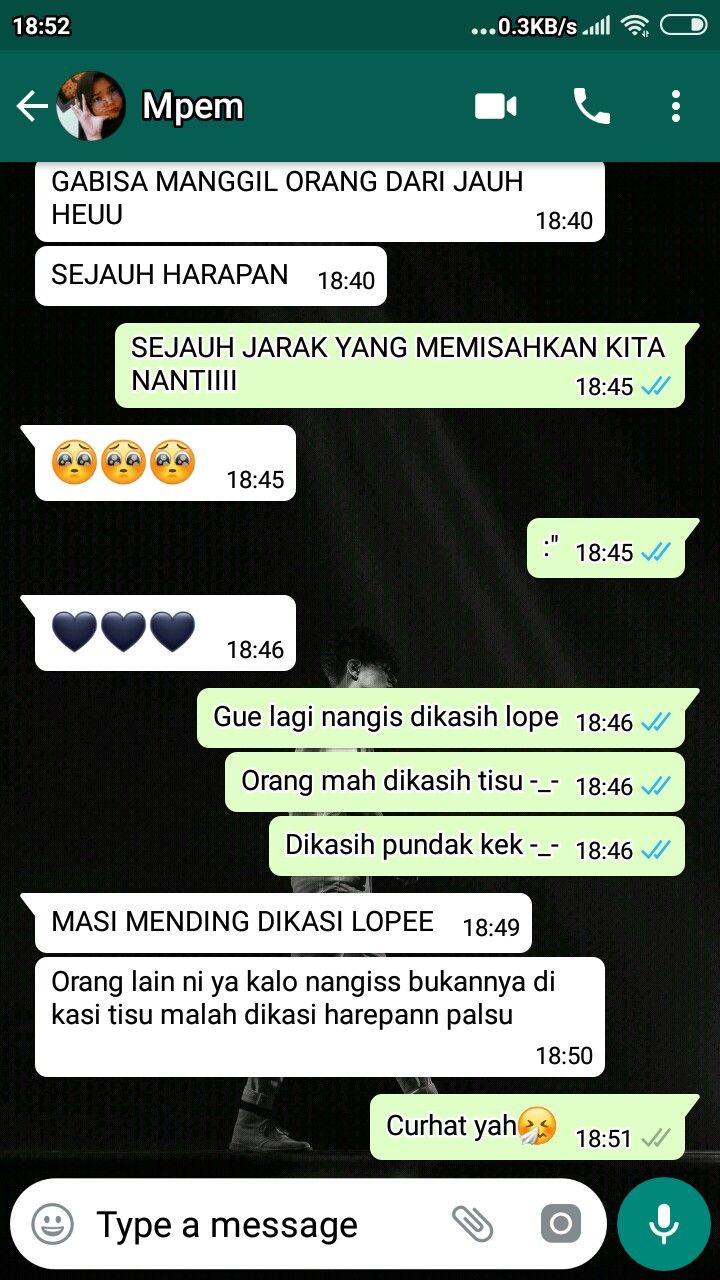 18:52
...0.3KB/s
Mpem
GABISA MANGGIL ORANG DARI JAUH
HEUU
18:40
SEJAUH HARAPAN 18:40
SEJAUH JARAK YANG MEMISAHKAN KITA
NANTIIII
18:45
🥺🥺🥺 18:45
:" 18:45
🖤🖤🖤 18:46
Gue lagi nangis dikasih lope 18:46
Orang mah dikasih tisu -_- 18:46
Dikasih pundak kek -_- 18:46
MASI MENDING DIKASI LOPEE 18:49
Orang lain ni ya kalo nangiss bukannya di
kasi tisu malah dikasi harepann palsu
18:50
Curhat yah🤧 18:51
Type a message